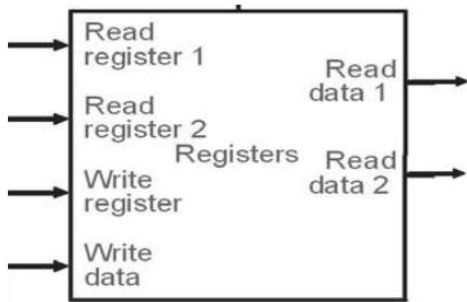 Read
register 1
Read
register 2
Registers
Write
register
Write
data
Read
data 1
Read
data 2